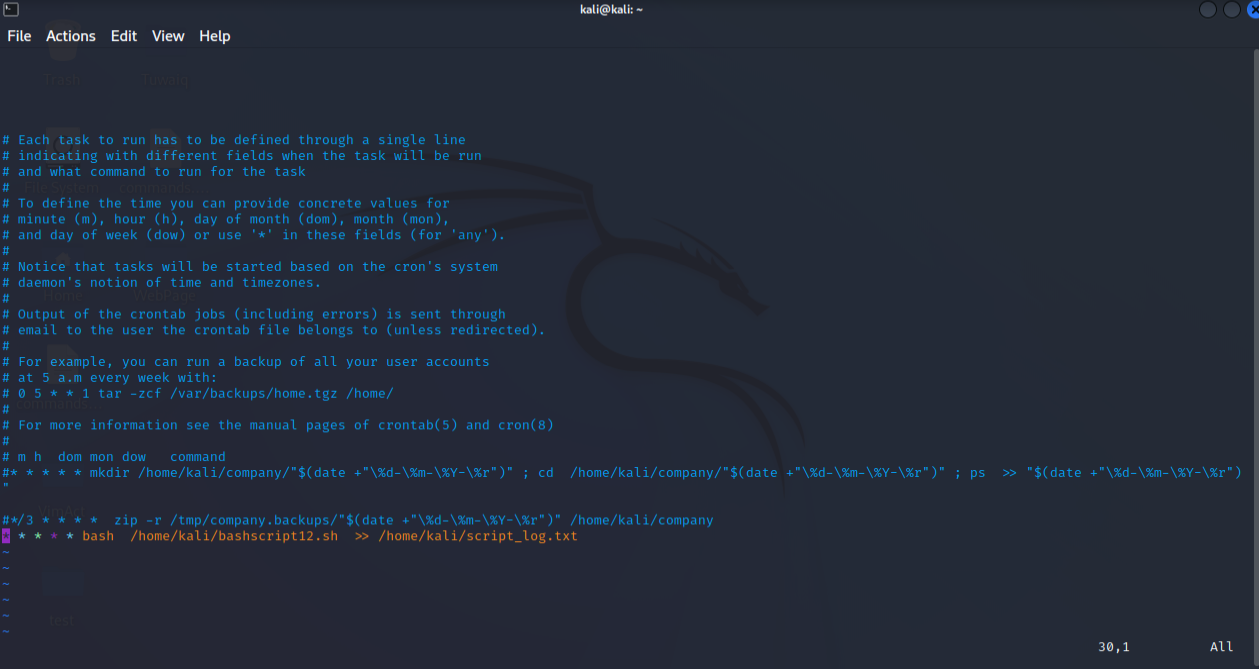 kali@kali: ~
File Actions Edit View Help
Trash
File System
commands
Home
WebPage
# Each task to run has to be defined through a single line
# indicating with different fields when the task will be run
# and what command to run for the task
#
# To define the time you can provide concrete values for
# minute (m), hour (h), day of month (dom), month (mon),
# and day of week (dow) or use '*' in these fields (for 'any').
#
# Notice that tasks will be started based on the cron's system
# daemon's notion of time and timezones.
#
# Output of the crontab jobs (including errors) is sent through
# email to the user the crontab file belongs to (unless redirected).
#
# For example, you can run a backup of all your user accounts
# at 5 a.m every week with:
# 0 5 * * 1 tar -zcf /var/backups/home.tgz /home/
#
# For more information see the manual pages of crontab(5) and cron(8)
#
# m h  dom mon dow   command
#* * * * * mkdir /home/kali/company/"$(date +"\%d-\%m-\%Y-\%r")" ; cd  /home/kali/company/"$(date +"\%d-\%m-\%Y-\%r")" ; ps  >> "$(date +"\%d-\%m-\%Y-\%r")
"
#*/3 * * * *  zip -r /tmp/company.backups/"$(date +"\%d-\%m-\%Y-\%r")" /home/kali/company
* * * * * bash  /home/kali/bashscript12.sh  >> /home/kali/script_log.txt
~
~
~
~
~
~
test
30,1 All